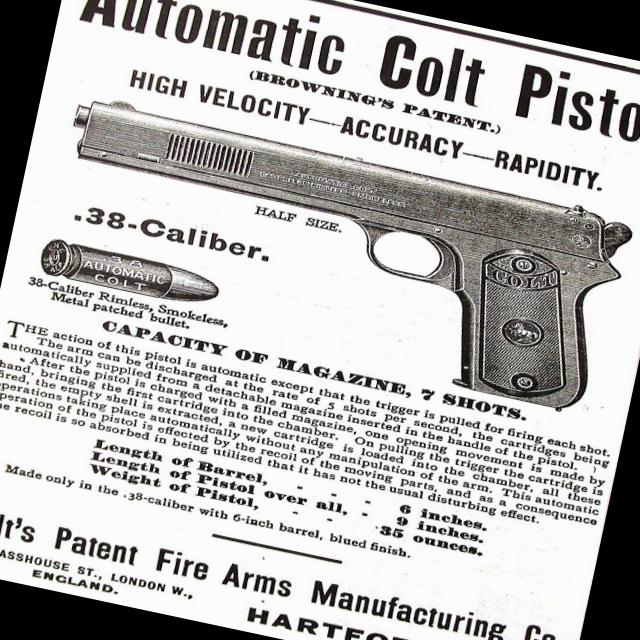 Automatic Colt Pisto
(BROWNING'S PATENT.)
HIGH VELOCITY—ACCURACY—RAPIDITY.
AUTOMATIC COLT
HALF SIZE.
COLT
.38-Caliber.
38
AUTOMATIC
COLT
38-Caliber Rimless, Smokeless,
Metal patched bullet.
CAPACITY OF MAGAZINE, 7 SHOTS.
THE action of this pistol is automatic except that the trigger is pulled for firing each shot.
The arm can be discharged at the rate of 5 shots per second, the cartridges being
automatically supplied from a detachable magazine inserted in the handle of the pistol.
After the pistol is charged with a filled magazine, one opening movement is made by
hand, bringing the first cartridge into the chamber. On pulling the trigger the cartridge is
ired, the empty shell is extracted, a new cartridge is loaded into the chamber, all these
perations taking place automatically without any manipulation of the arm. This automatic
peration of the pistol is effected by the recoil of the moving parts, and as a consequence
he recoil is so absorbed in being utilized that it has not the usual disturbing effect.
Length of Barrel, - - - 6 inches.
Length of Pistol over all, - - 9 inches.
Weight of Pistol, - - - 35 ounces.
Made only in the .38-caliber with 6-inch barrel, blued finish.
lt's Patent Fire Arms Manufacturing Co
ASSHOUSE ST., LONDON W.,
ENGLAND.
HARTFO